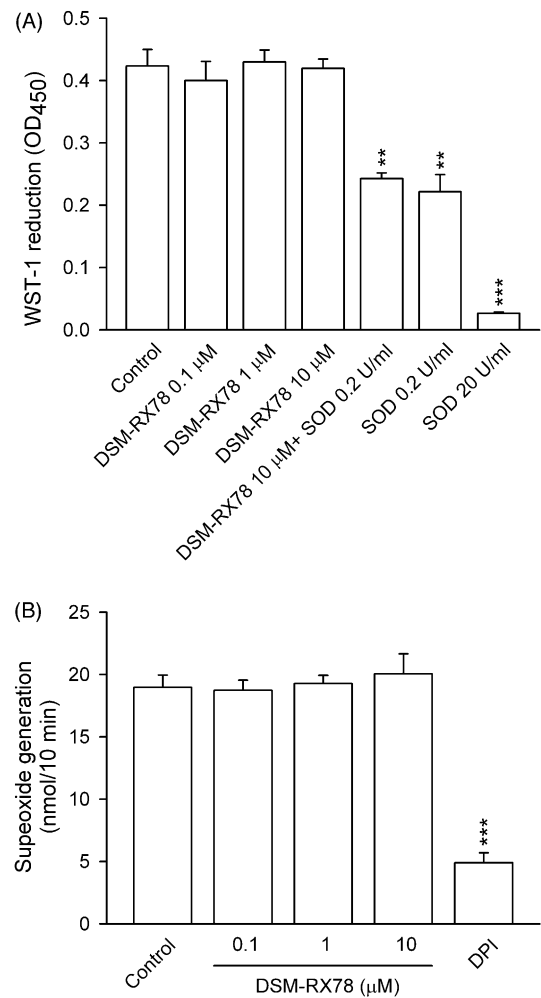 (A)
WST-1 reduction (OD450)
0.5
0.4
0.3
0.2
0.1
0.0
**
**
***
Control
DSM-RX78 0.1 μM
DSM-RX78 1 μM
DSM-RX78 10 μM
DSM-RX78 10 μM+ SOD 0.2 U/ml
SOD 0.2 U/ml
SOD 20 U/ml
(B)
Supeoxide generation
(nmol/10 min)
25
20
15
10
5
0
***
Control
0.1
1
10
DPI
DSM-RX78 (μM)